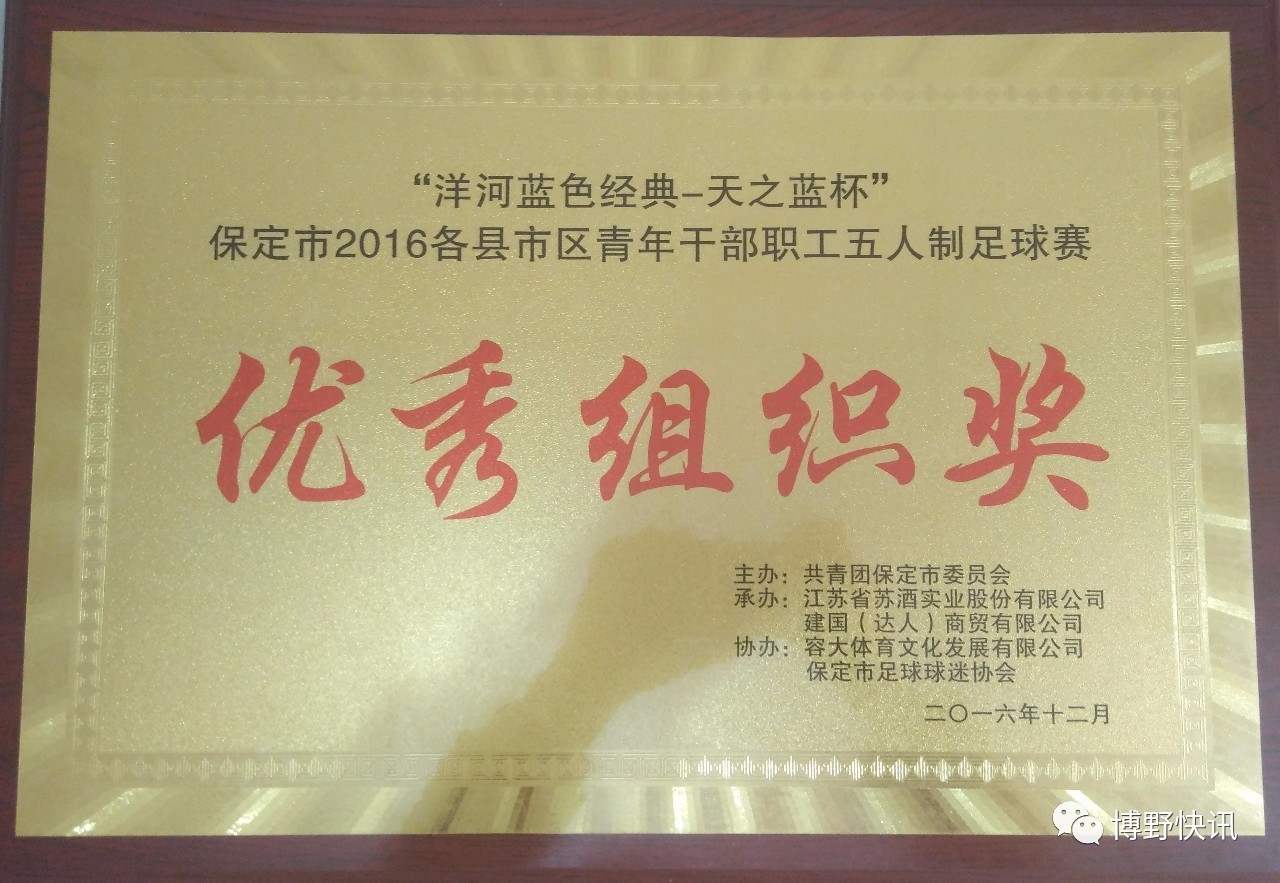 “洋河蓝色经典–天之蓝杯”
保定市2016各县市区青年干部职工五人制足球赛
优秀组织奖
主办：共青团保定市委员会
承办：江苏省苏酒实业股份有限公司
建国（达人）商贸有限公司
协办：容大体育文化发展有限公司
保定市足球球迷协会
二〇一六年十二月
博野快讯